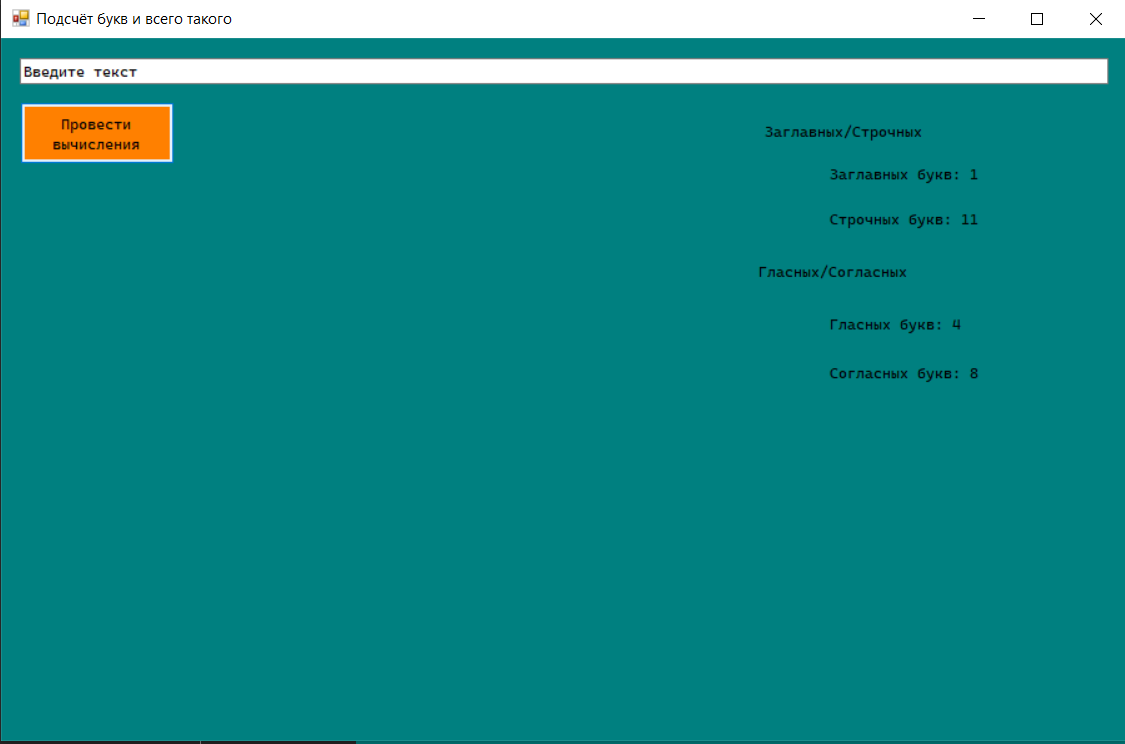 Подсчёт букв и всего такого
Введите текст
Провести
вычисления
Заглавных/Строчных
Заглавных букв: 1
Строчных букв: 11
Гласных/Согласных
Гласных букв: 4
Согласных букв: 8